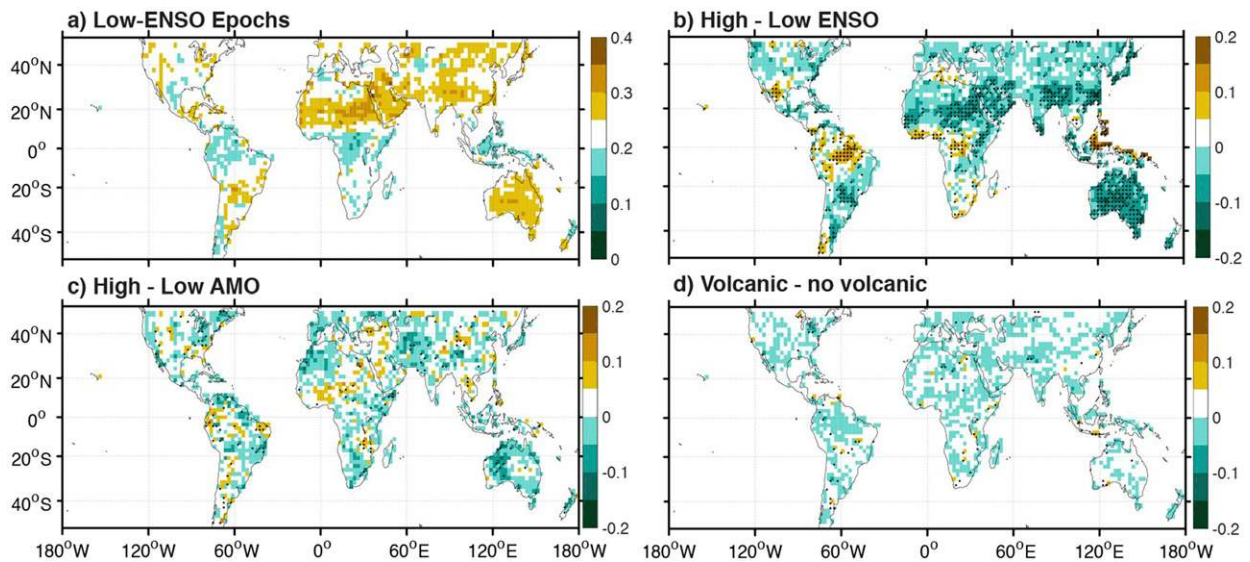 a) Low-ENSO Epochs
b) High - Low ENSO
40°N
20°N
0°
20°S
40°S
0.4
0.3
0.2
0.1
0
0.2
0.1
0
-0.1
-0.2
c) High - Low AMO
d) Volcanic - no volcanic
40°N
20°N
0°
20°S
40°S
0.2
0.1
0
-0.1
-0.2
0.2
0.1
0
-0.1
-0.2
180°W 120°W 60°W 0° 60°E 120°E 180°W
180°W 120°W 60°W 0° 60°E 120°E 180°W